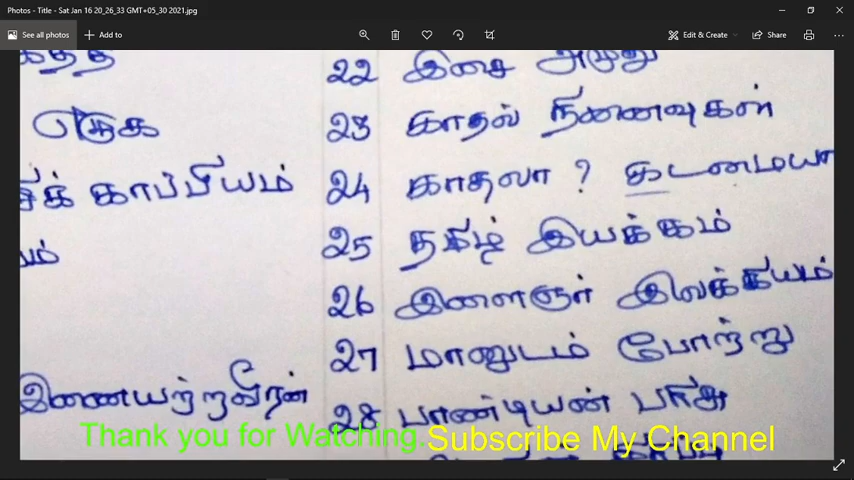 Photos - Title - Sat Jan 16 20_26_33 GMT+05_30 2021.jpg
See all photos
Add to
Edit & Create
Share
22 இசை அமுது
எழுக
23 காதல் நினைவுகள்
க் காப்பியம்
24 காதலா ? கடமையா
25 தமிழ் இயக்கம்
26 இளைஞர் இலக்கியம்
27 மானுடம் போற்று
இணையற்றவீரன்
28 பாண்டியன் பரிசு
Thank you for Watching. Subscribe My Channel